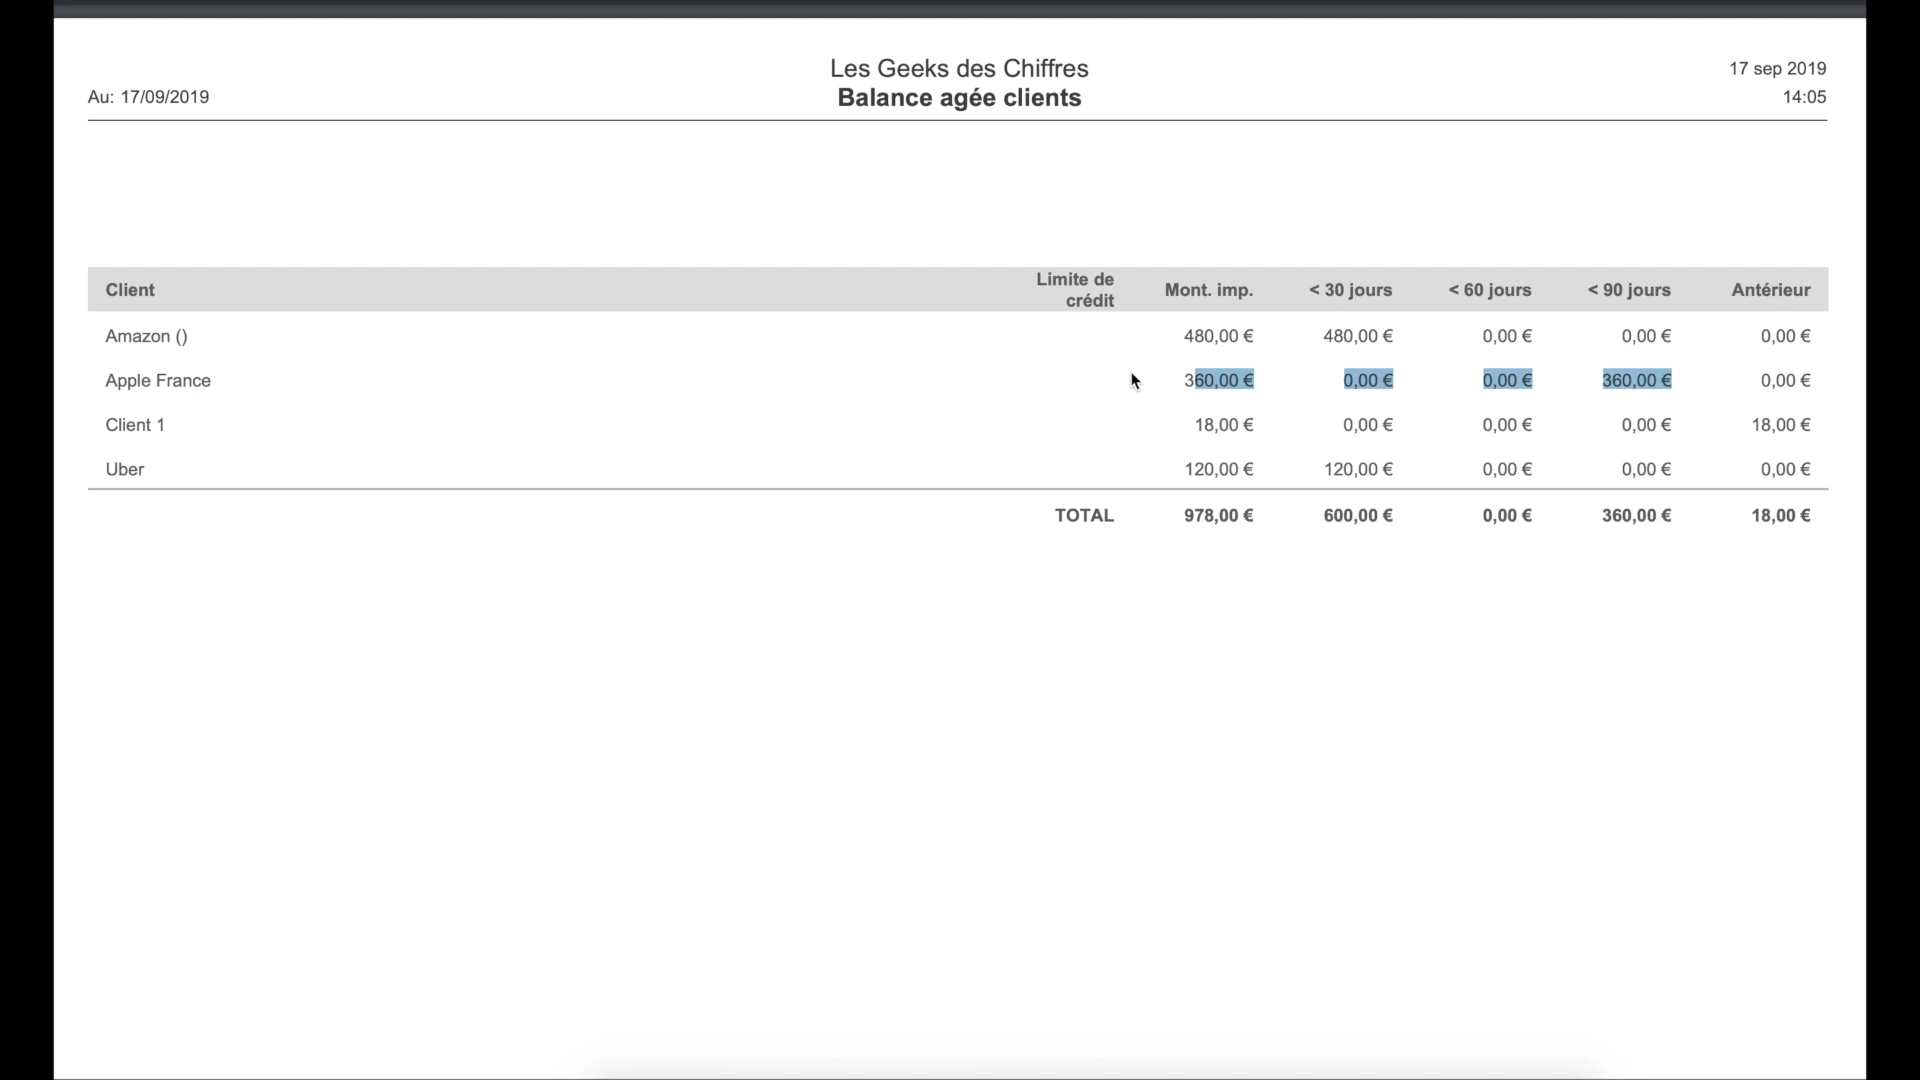 Les Geeks des Chiffres 17 sep 2019
Au: 17/09/2019 Balance agée clients 14:05
Client Limite de crédit Mont. imp. < 30 jours < 60 jours < 90 jours Antérieur
Amazon () 480,00 € 480,00 € 0,00 € 0,00 € 0,00 €
Apple France 360,00 € 0,00 € 0,00 € 360,00 € 0,00 €
Client 1 18,00 € 0,00 € 0,00 € 0,00 € 18,00 €
Uber 120,00 € 120,00 € 0,00 € 0,00 € 0,00 €
TOTAL 978,00 € 600,00 € 0,00 € 360,00 € 18,00 €